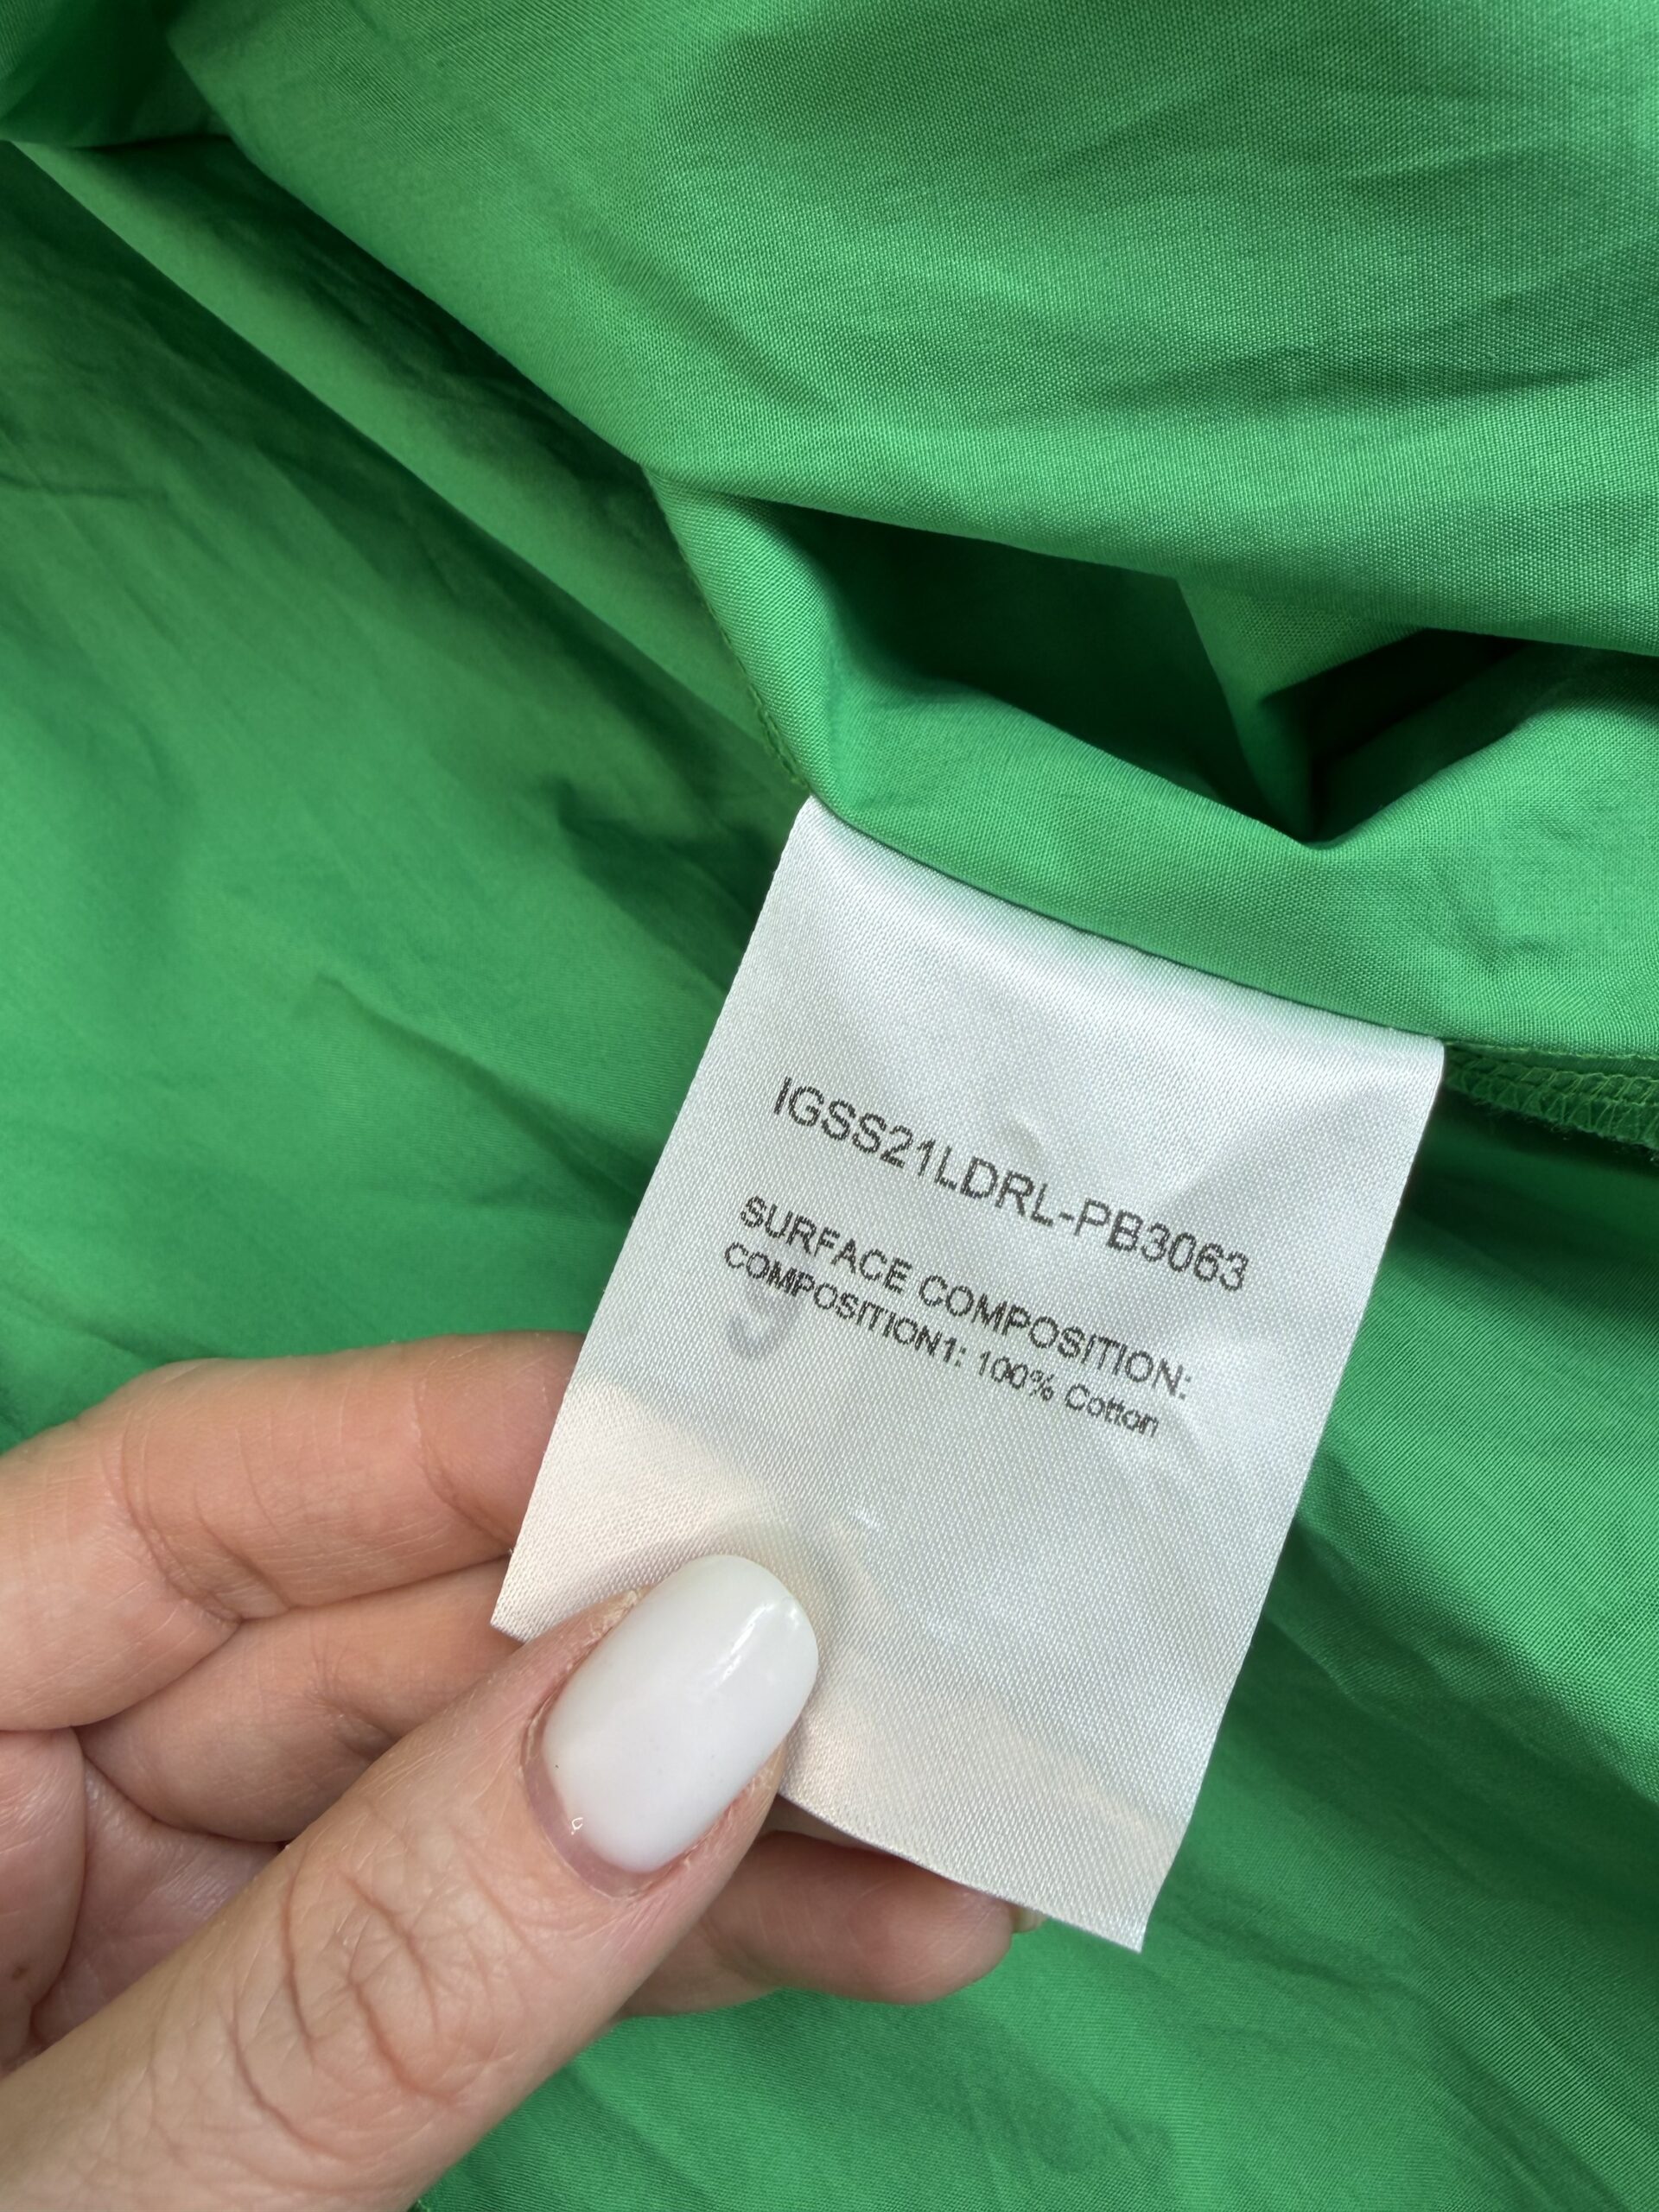 IGSS21LDRL-PB3063
SURFACE COMPOSITION:
COMPOSITION1: 100% Cotton